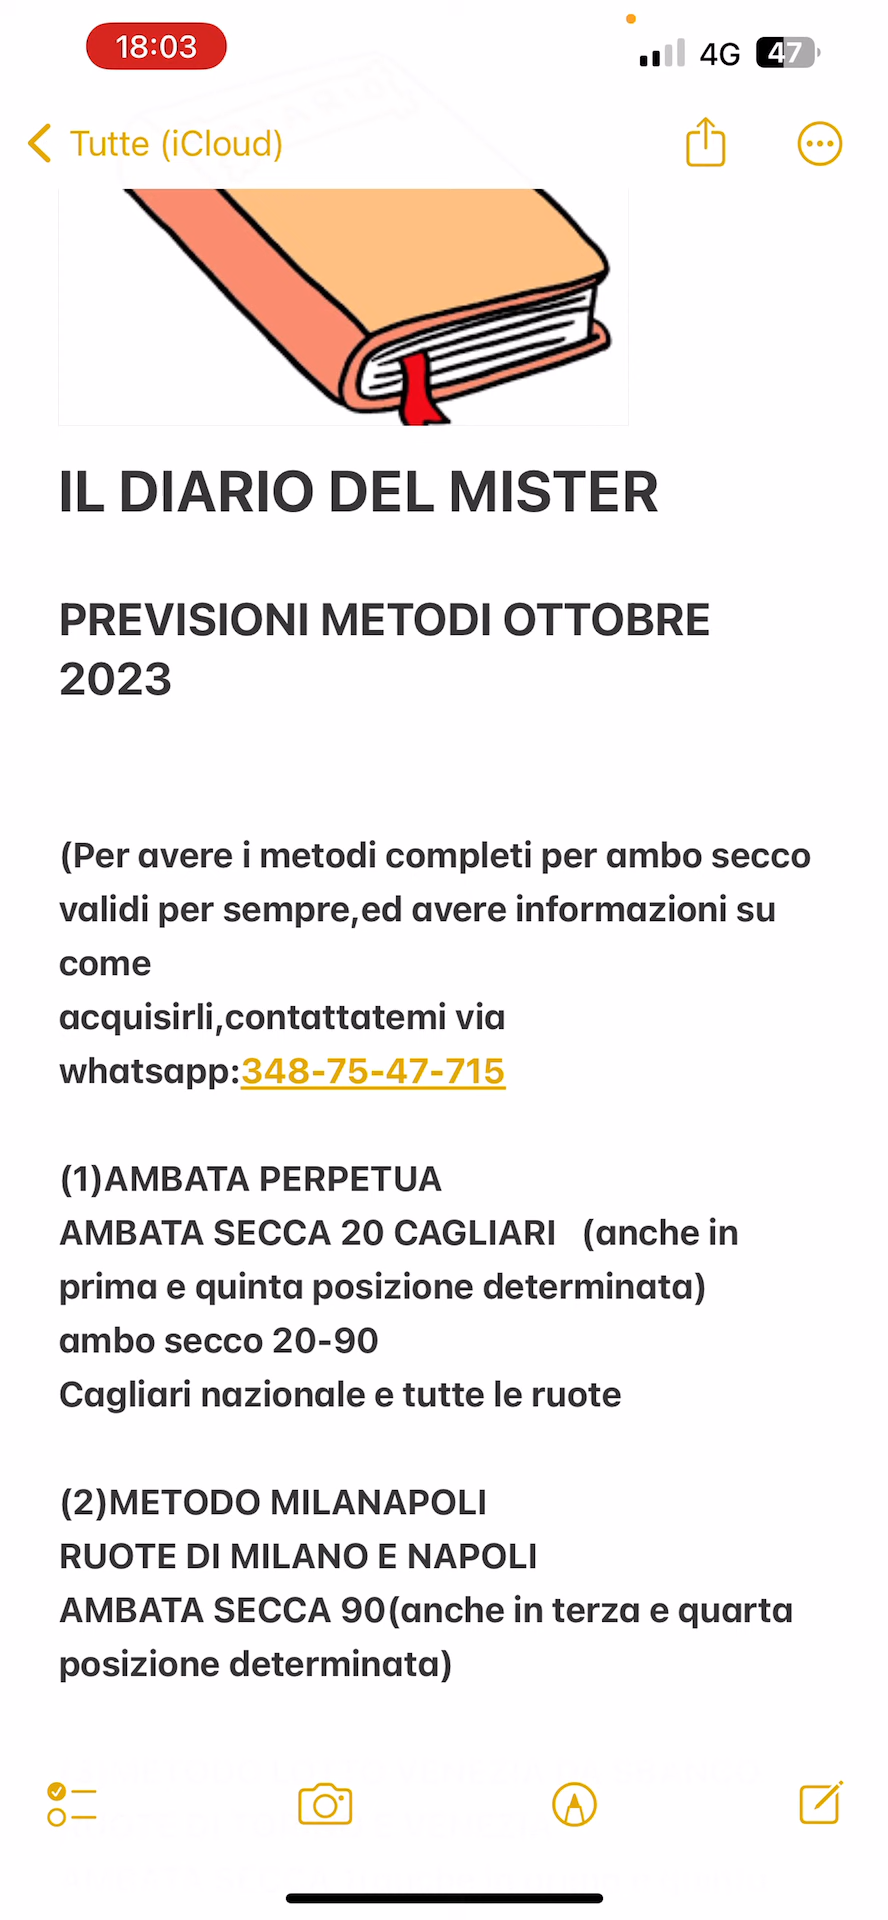 18:03
4G
47
Tutte (iCloud)
IL DIARIO DEL MISTER
PREVISIONI METODI OTTOBRE
2023
(Per avere i metodi completi per ambo secco
validi per sempre,ed avere informazioni su
come
acquisirli,contattatemi via
whatsapp:348-75-47-715
(1)AMBATA PERPETUA
AMBATA SECCA 20 CAGLIARI (anche in
prima e quinta posizione determinata)
ambo secco 20-90
Cagliari nazionale e tutte le ruote
(2)METODO MILANAPOLI
RUOTE DI MILANO E NAPOLI
AMBATA SECCA 90(anche in terza e quarta
posizione determinata)